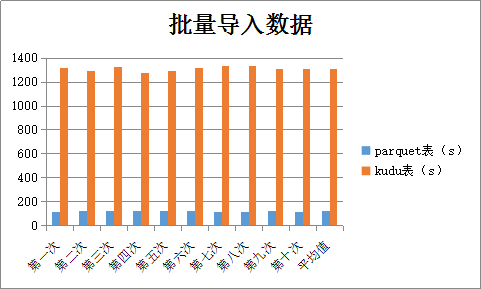 批量导入数据
1400
1200
1000
800
600
400
200
0
第一次
第二次
第三次
第四次
第五次
第六次
第七次
第八次
第九次
第十次
平均值
parquet表（s）
kudu表（s）